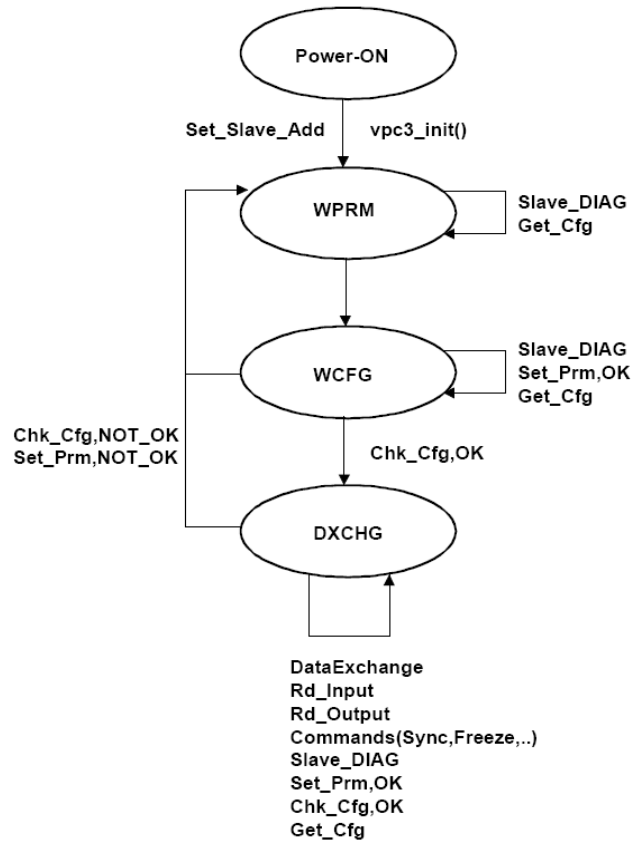 Power-ON
Set_Slave_Add vpc3_init()
WPRM
Slave_DIAG
Get_Cfg
WCFG
Slave_DIAG
Set_Prm,OK
Get_Cfg
Chk_Cfg,NOT_OK
Set_Prm,NOT_OK
Chk_Cfg,OK
DXCHG
DataExchange
Rd_Input
Rd_Output
Commands(Sync,Freeze,..)
Slave_DIAG
Set_Prm,OK
Chk_Cfg,OK
Get_Cfg